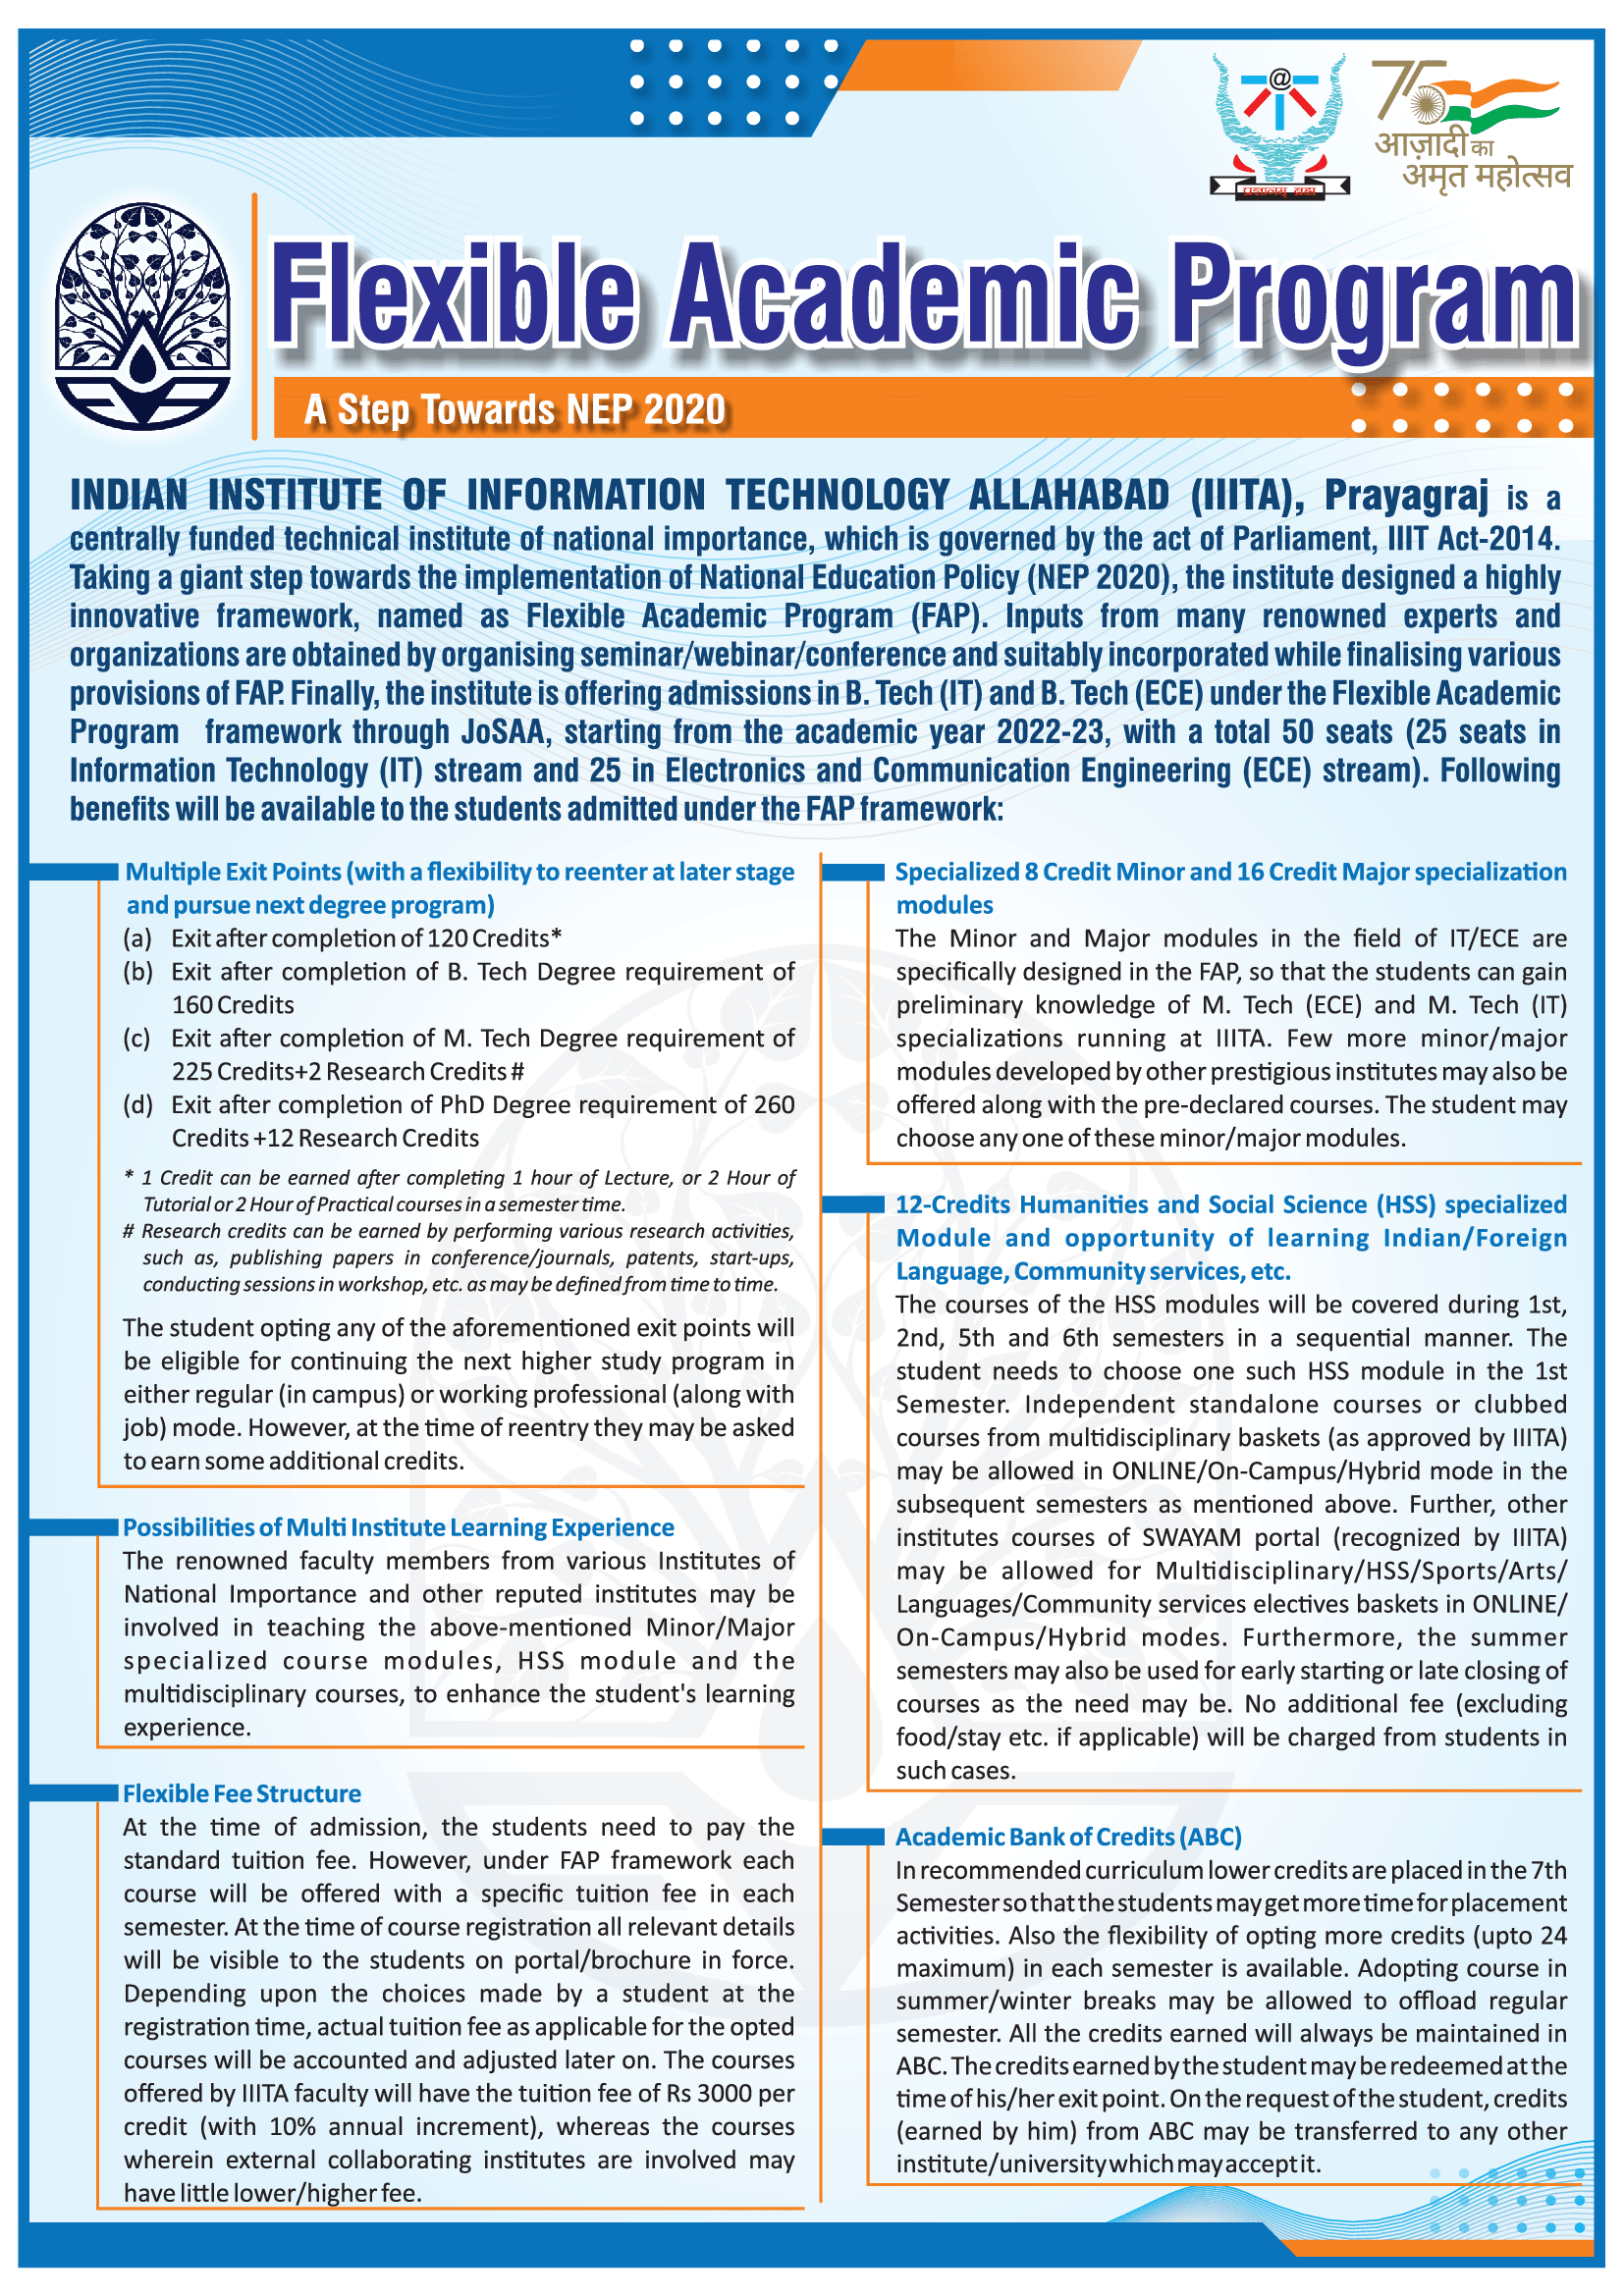 @
प्रज्ञानम् ब्रह्म
75
आज़ादी का
अमृत महोत्सव
Flexible Academic Program
A Step Towards NEP 2020
INDIAN INSTITUTE OF INFORMATION TECHNOLOGY ALLAHABAD (IIITA), Prayagraj is a
centrally funded technical institute of national importance, which is governed by the act of Parliament, IIIT Act-2014.
Taking a giant step towards the implementation of National Education Policy (NEP 2020), the institute designed a highly
innovative framework, named as Flexible Academic Program (FAP). Inputs from many renowned experts and
organizations are obtained by organising seminar/webinar/conference and suitably incorporated while finalising various
provisions of FAP. Finally, the institute is offering admissions in B. Tech (IT) and B. Tech (ECE) under the Flexible Academic
Program framework through JoSAA, starting from the academic year 2022-23, with a total 50 seats (25 seats in
Information Technology (IT) stream and 25 in Electronics and Communication Engineering (ECE) stream). Following
benefits will be available to the students admitted under the FAP framework:
Multiple Exit Points (with a flexibility to reenter at later stage
and pursue next degree program)
(a) Exit after completion of 120 Credits*
(b) Exit after completion of B. Tech Degree requirement of
160 Credits
(c) Exit after completion of M. Tech Degree requirement of
225 Credits+2 Research Credits #
(d) Exit after completion of PhD Degree requirement of 260
Credits +12 Research Credits
* 1 Credit can be earned after completing 1 hour of Lecture, or 2 Hour of
Tutorial or 2 Hour of Practical courses in a semester time.
# Research credits can be earned by performing various research activities,
such as, publishing papers in conference/journals, patents, start-ups,
conducting sessions in workshop, etc. as may be defined from time to time.
The student opting any of the aforementioned exit points will
be eligible for continuing the next higher study program in
either regular (in campus) or working professional (along with
job) mode. However, at the time of reentry they may be asked
to earn some additional credits.
Possibilities of Multi Institute Learning Experience
The renowned faculty members from various Institutes of
National Importance and other reputed institutes may be
involved in teaching the above-mentioned Minor/Major
specialized course modules, HSS module and the
multidisciplinary courses, to enhance the student's learning
experience.
Flexible Fee Structure
At the time of admission, the students need to pay the
standard tuition fee. However, under FAP framework each
course will be offered with a specific tuition fee in each
semester. At the time of course registration all relevant details
will be visible to the students on portal/brochure in force.
Depending upon the choices made by a student at the
registration time, actual tuition fee as applicable for the opted
courses will be accounted and adjusted later on. The courses
offered by IIITA faculty will have the tuition fee of Rs 3000 per
credit (with 10% annual increment), whereas the courses
wherein external collaborating institutes are involved may
have little lower/higher fee.
Specialized 8 Credit Minor and 16 Credit Major specialization
modules
The Minor and Major modules in the field of IT/ECE are
specifically designed in the FAP, so that the students can gain
preliminary knowledge of M. Tech (ECE) and M. Tech (IT)
specializations running at IIITA. Few more minor/major
modules developed by other prestigious institutes may also be
offered along with the pre-declared courses. The student may
choose any one of these minor/major modules.
12-Credits Humanities and Social Science (HSS) specialized
Module and opportunity of learning Indian/Foreign
Language, Community services, etc.
The courses of the HSS modules will be covered during 1st,
2nd, 5th and 6th semesters in a sequential manner. The
student needs to choose one such HSS module in the 1st
Semester. Independent standalone courses or clubbed
courses from multidisciplinary baskets (as approved by IIITA)
may be allowed in ONLINE/On-Campus/Hybrid mode in the
subsequent semesters as mentioned above. Further, other
institutes courses of SWAYAM portal (recognized by IIITA)
may be allowed for Multidisciplinary/HSS/Sports/Arts/
Languages/Community services electives baskets in ONLINE/
On-Campus/Hybrid modes. Furthermore, the summer
semesters may also be used for early starting or late closing of
courses as the need may be. No additional fee (excluding
food/stay etc. if applicable) will be charged from students in
such cases.
Academic Bank of Credits (ABC)
In recommended curriculum lower credits are placed in the 7th
Semester so that the students may get more time for placement
activities. Also the flexibility of opting more credits (upto 24
maximum) in each semester is available. Adopting course in
summer/winter breaks may be allowed to offload regular
semester. All the credits earned will always be maintained in
ABC. The credits earned by the student may be redeemed at the
time of his/her exit point. On the request of the student, credits
(earned by him) from ABC may be transferred to any other
institute/university which may accept it.